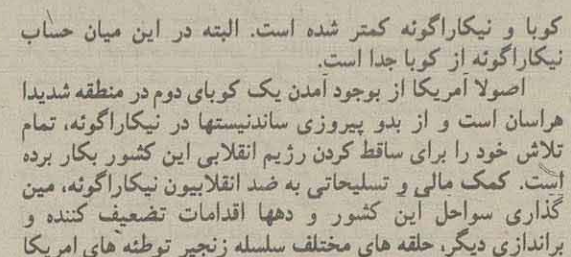 کوبا و نیکاراگوئه کمتر شده است. البته در این میان حساب
نیکاراگوئه از کوبا جدا است.
اصولا آمریکا از بوجود آمدن یک کوبای دوم در منطقه شدیدا
هراسان است و از بدو پیروزی ساندنیستها در نیکاراگوئه، تمام
تلاش خود را برای ساقط کردن رژیم انقلابی این کشور بکار برده
است. کمک مالی و تسلیحاتی به ضد انقلابیون نیکاراگوئه، مین
گذاری سواحل این کشور و دهها اقدامات تضعیف کننده و
براندازی دیگر، حلقه های مختلف سلسله زنجیر توطئه های امریکا